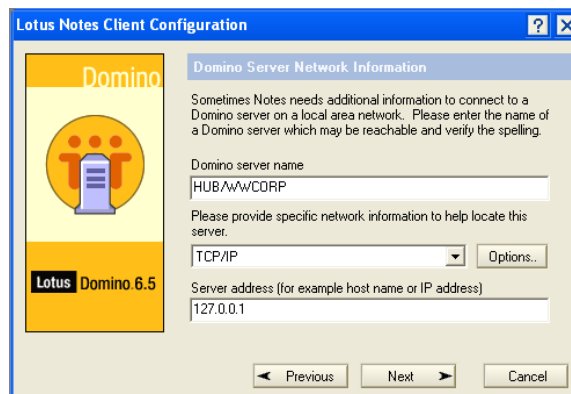 Lotus Notes Client Configuration
Domino
Domino Server Network Information
Sometimes Notes needs additional information to connect to a
Domino server on a local area network. Please enter the name of
a Domino server which may be reachable and verify the spelling.
Domino server name
HUB/WWCORP
Please provide specific network information to help locate this
server.
TCP/IP
Options..
Lotus Domino.6.5
Server address (for example host name or IP address)
127.0.0.1
Previous
Next
Cancel